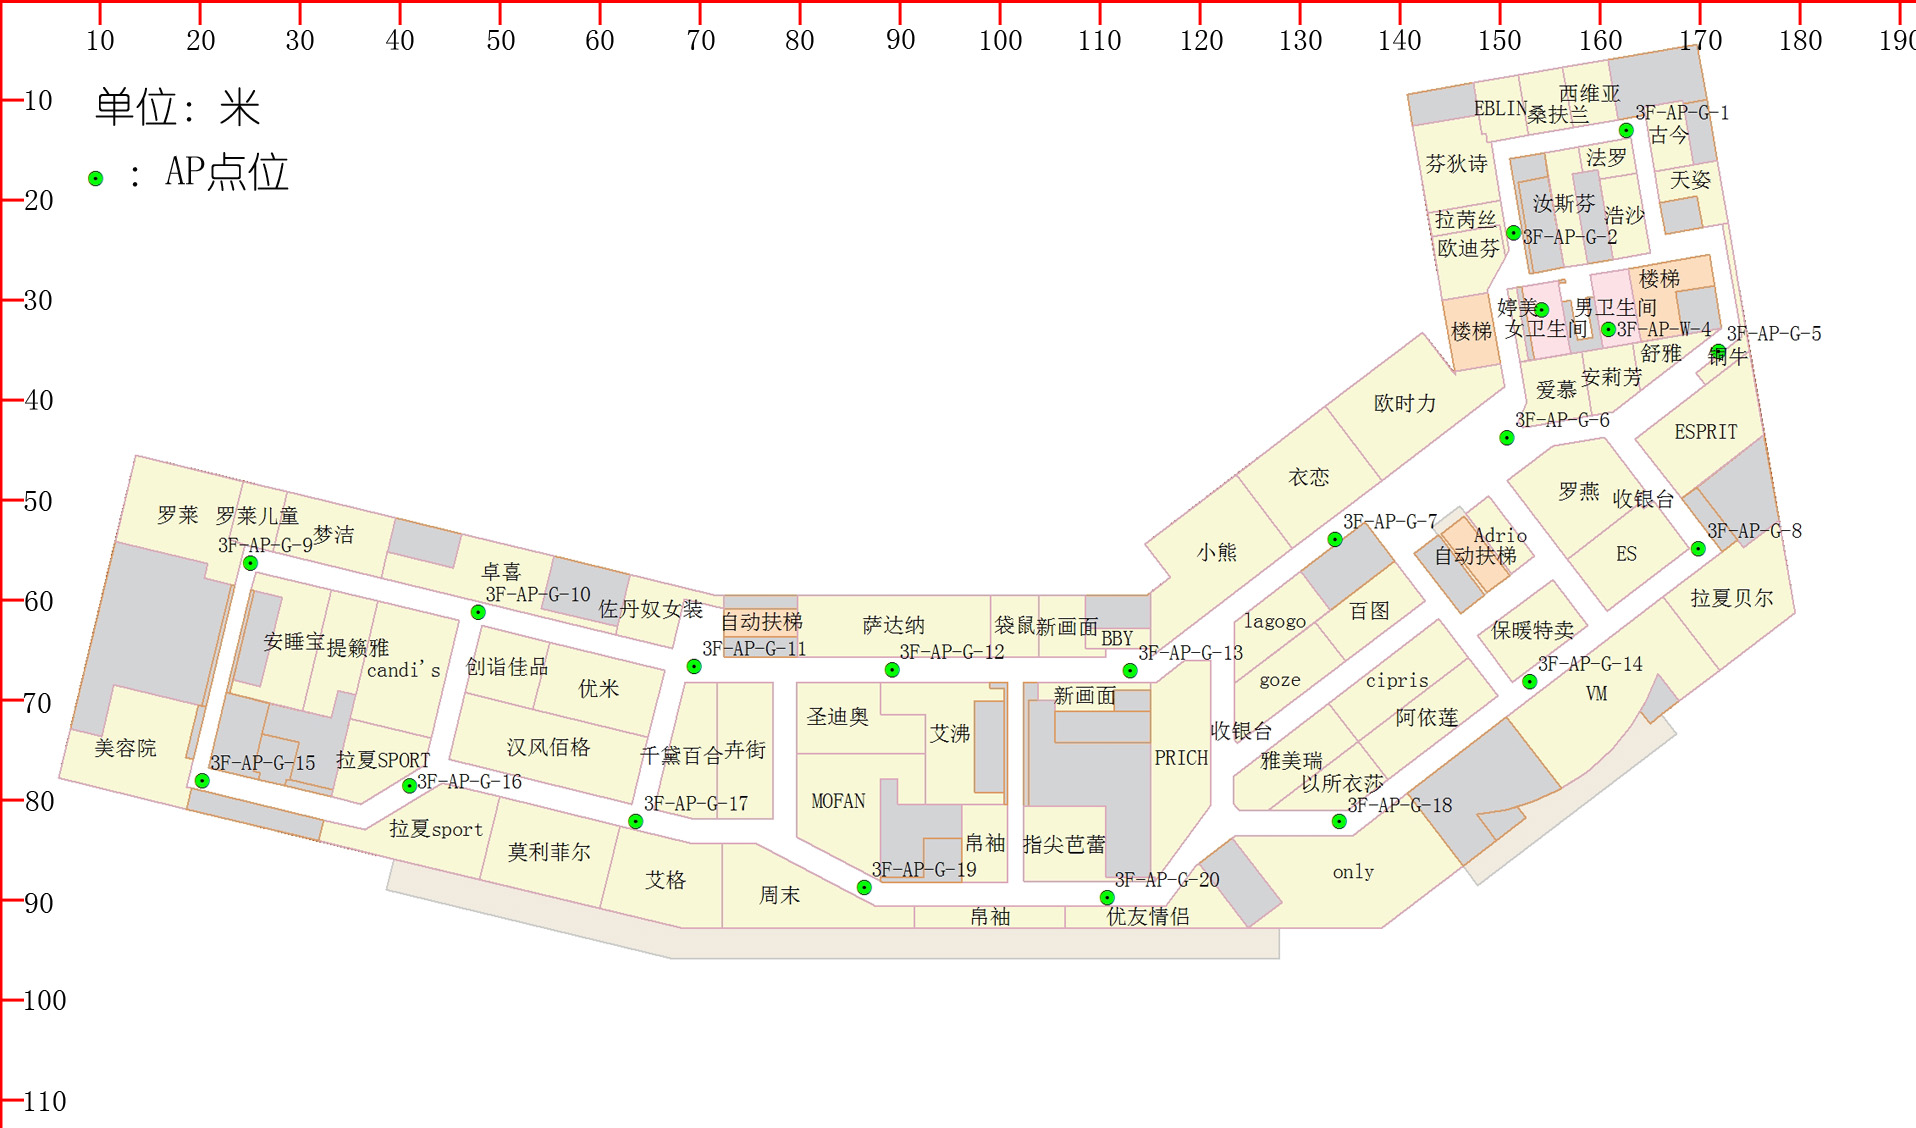 10 20 30 40 50 60 70 80 90 100 110 120 130 140 150 160 170 180 190
10
20
30
40
50
60
70
80
90
100
110
单位：米
：AP点位
西维亚
EBLIN
桑扶兰
3F-AP-G-1
古今
芬狄诗
法罗
天姿
汝斯芬
浩沙
拉芮丝
3F-AP-G-2
欧迪芬
楼梯
婷美
男卫生间
楼梯
女卫生间
3F-AP-W-4
3F-AP-G-5
舒雅
铜牛
安莉芳
爱慕
欧时力
3F-AP-G-6
ESPRIT
衣恋
罗燕
收银台
罗莱
罗莱儿童
梦洁
3F-AP-G-7
3F-AP-G-8
3F-AP-G-9
Adrio
小熊
自动扶梯
ES
卓喜
3F-AP-G-10
拉夏贝尔
佐丹奴女装
百图
自动扶梯
萨达纳
袋鼠
新画面
BBY
lagogo
保暖特卖
安睡宝
提籁雅
candi's
创诣佳品
3F-AP-G-11
3F-AP-G-12
3F-AP-G-13
3F-AP-G-14
优米
goze
cipris
VM
新画面
圣迪奥
阿依莲
艾沸
收银台
美容院
汉风佰格
千黛百合
卉街
PRICH
3F-AP-G-15
拉夏SPORT
雅美瑞
3F-AP-G-16
以所衣莎
MOFAN
3F-AP-G-17
3F-AP-G-18
拉夏sport
帛袖
指尖芭蕾
莫利菲尔
艾格
3F-AP-G-19
only
周末
3F-AP-G-20
帛袖
优友情侣